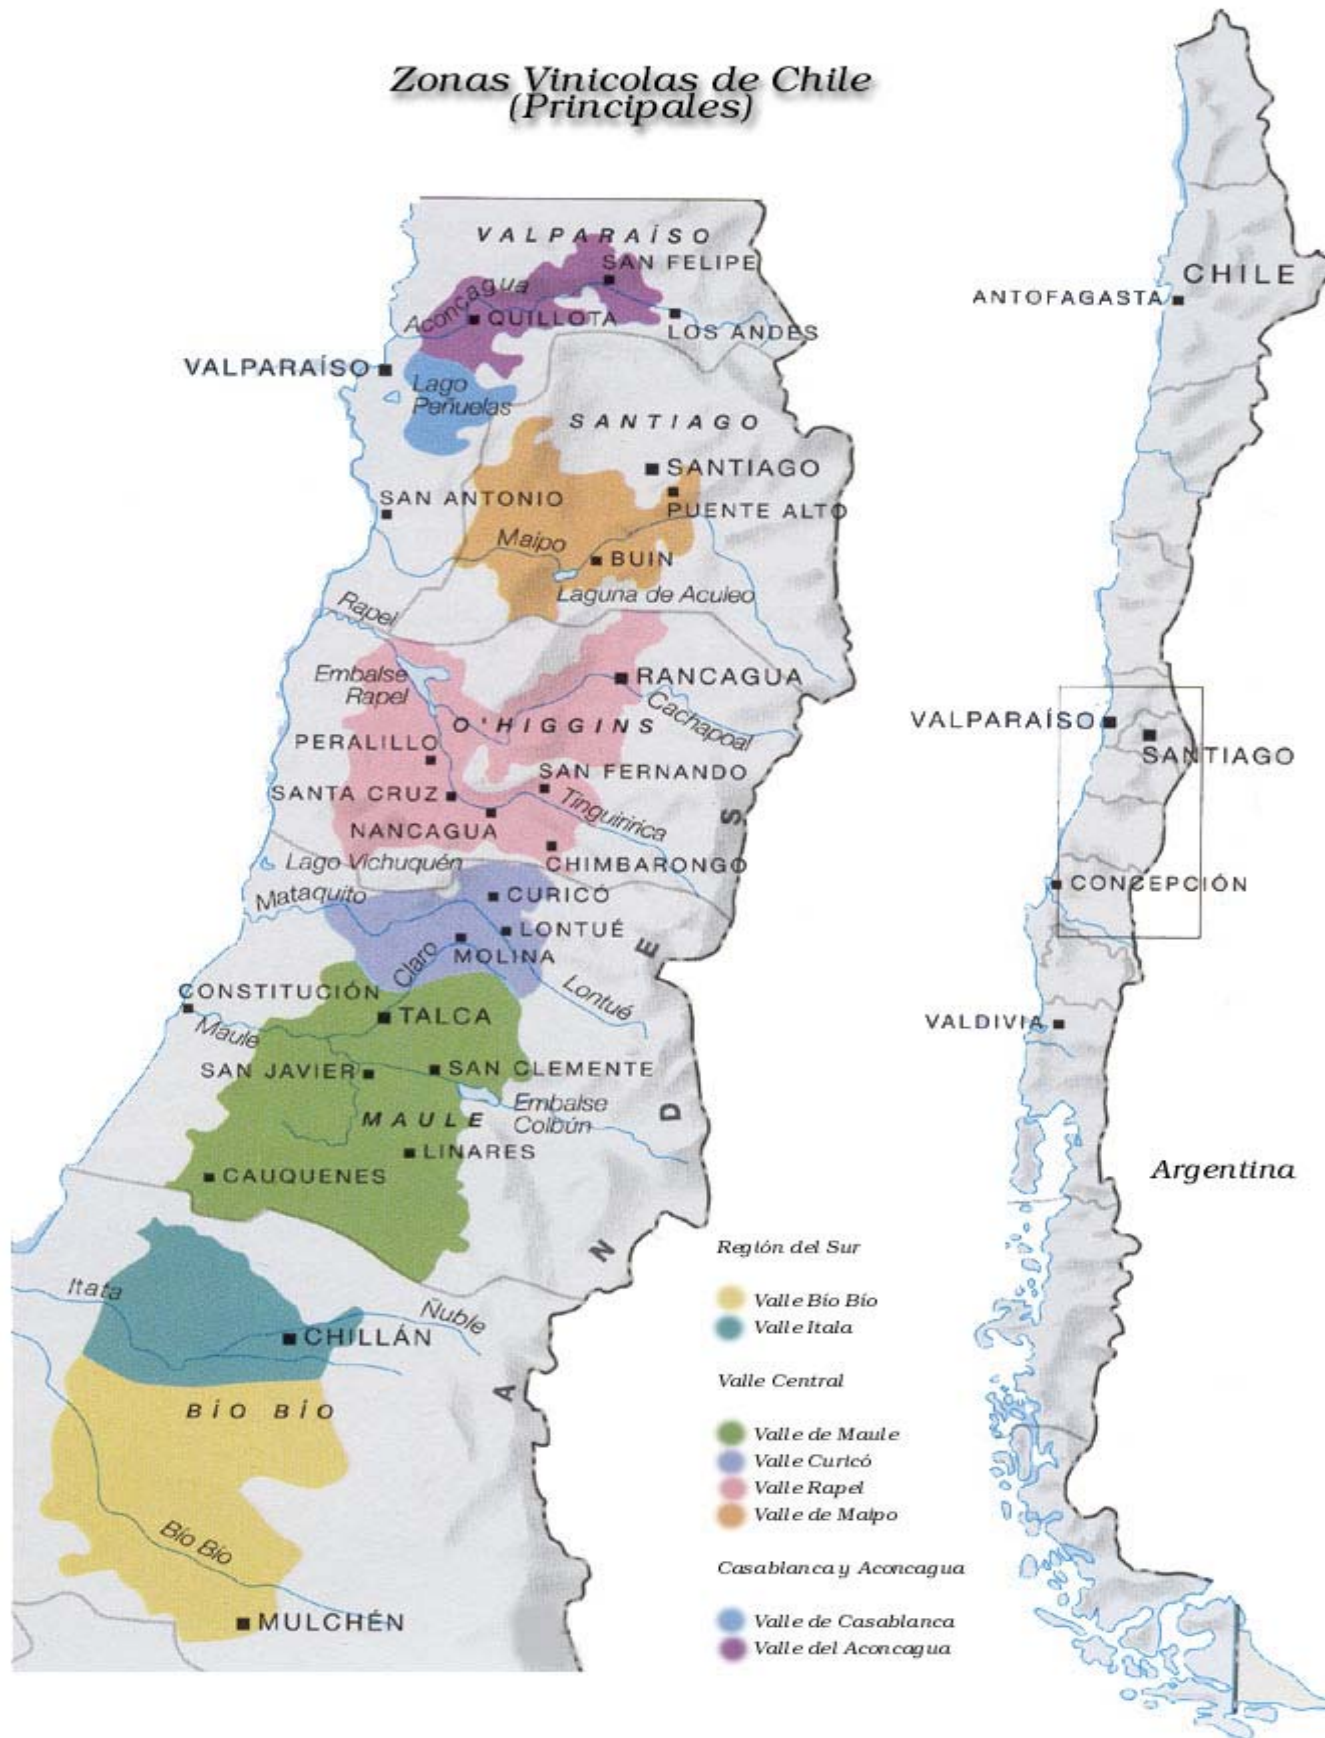 Zonas Vinicolas de Chile
(Principales)
VALPARAÍSO
SAN FELIPE
Aconcagua
QUILLOTA
LOS ANDES
VALPARAÍSO
Lago
Peñuelas
SANTIAGO
SANTIAGO
SAN ANTONIO
PUENTE ALTO
Maipo
BUIN
Laguna de Aculeo
Rapel
Embalse
Rapel
RANCAGUA
Cachapoal
O'HIGGINS
PERALILLO
SAN FERNANDO
SANTA CRUZ
Tinguiririca
NANCAGUA
Lago Vichuquén
CHIMBARONGO
Mataquito
CURICÓ
LONTUÉ
MOLINA
Claro
Lontué
CONSTITUCIÓN
TALCA
Maule
SAN JAVIER
SAN CLEMENTE
Embalse
Colbún
MAULE
LINARES
CAUQUENES
Itata
Ñuble
CHILLÁN
BÍO BÍO
Bío Bío
MULCHÉN
ANDES
CHILE
ANTOFAGASTA
VALPARAÍSO
SANTIAGO
CONCEPCIÓN
VALDIVIA
Argentina
Región del Sur
Valle Bío Bío
Valle Itala
Valle Central
Valle de Maule
Valle Curicó
Valle Rapel
Valle de Maipo
Casablanca y Aconcagua
Valle de Casablanca
Valle del Aconcagua